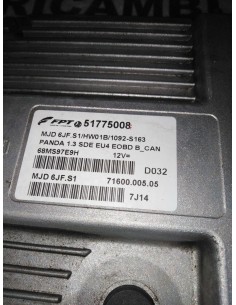 RICAMBI
FPT 51775008
MJD 6JF.S1/HW01B/1092-S163
PANDA 1.3 SDE EU4 EOBD B_CAN
68MS97E9H 12V=
D032
MJD 6JF.S1 71600.005.05
7J14